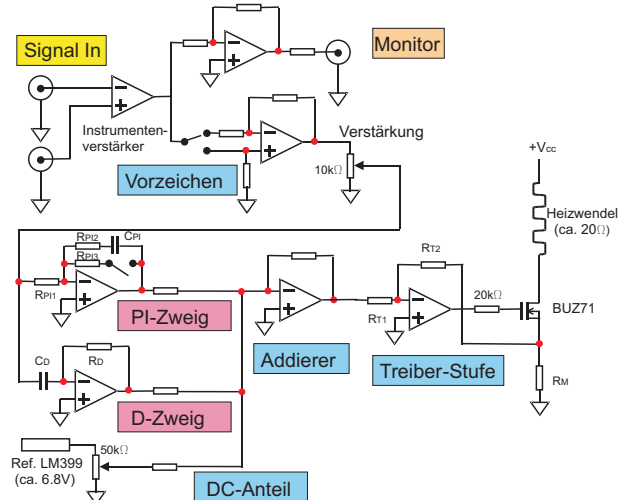 Signal In
Monitor
Instrumenten-
verstärker
Verstärkung
Vorzeichen
10kΩ
+Vcc
Heizwendel
(ca. 20Ω)
RPI2
CPI
RPI3
RPI1
PI-Zweig
RT2
RT1
20kΩ
BUZ71
Addierer
Treiber-Stufe
RM
CD
RD
D-Zweig
50kΩ
Ref. LM399
(ca. 6.8V)
DC-Anteil